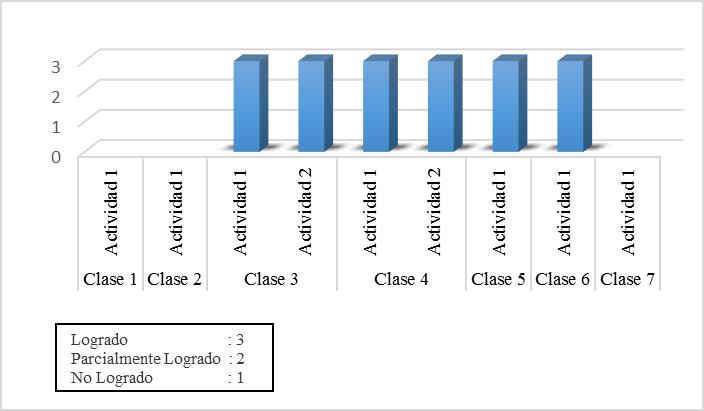 3
2
1
0
Actividad 1
Actividad 1
Actividad 1
Actividad 2
Actividad 1
Actividad 2
Actividad 1
Actividad 1
Actividad 1
Clase 1 Clase 2 Clase 3 Clase 4 Clase 5 Clase 6 Clase 7
Logrado : 3
Parcialmente Logrado : 2
No Logrado : 1